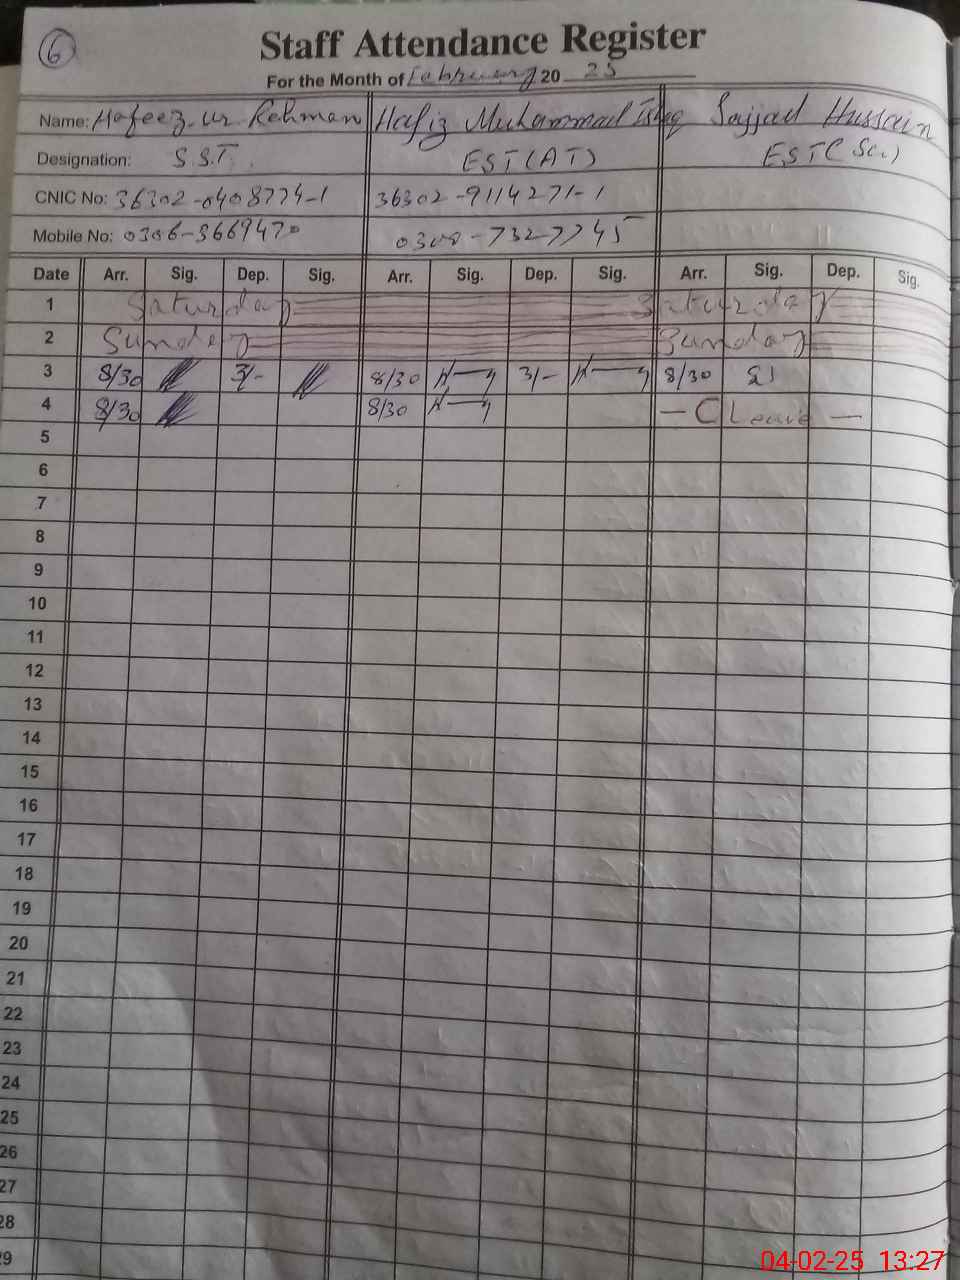 6
Staff Attendance Register
For the Month of February 20 25
Name: Hafeez-ur-Rehman Hafiz Muhammad Ishaq Sajjad Hussain
Designation: S.S.T. EST(AT) EST(Sci)
CNIC No: 36302-0408774-1 36302-9114271-1
Mobile No: 0306-3669470 0300-7327745
Date Arr. Sig. Dep. Sig. Arr. Sig. Dep. Sig. Arr. Sig. Dep. Sig.
1 Saturday Saturday
2 Sunday Sunday
3 8/30 3/- 8/30 3/- 8/30
4 8/30 8/30 - C Leave -
5
6
7
8
9
10
11
12
13
14
15
16
17
18
19
20
21
22
23
24
25
26
27
28
29
04-02-25 13:27